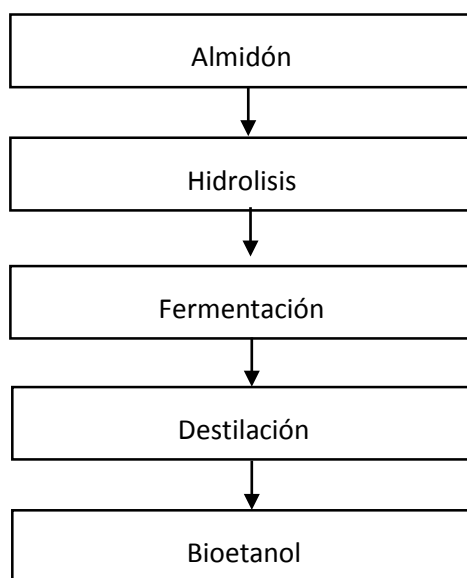 Almidón
Hidrolisis
Fermentación
Destilación
Bioetanol